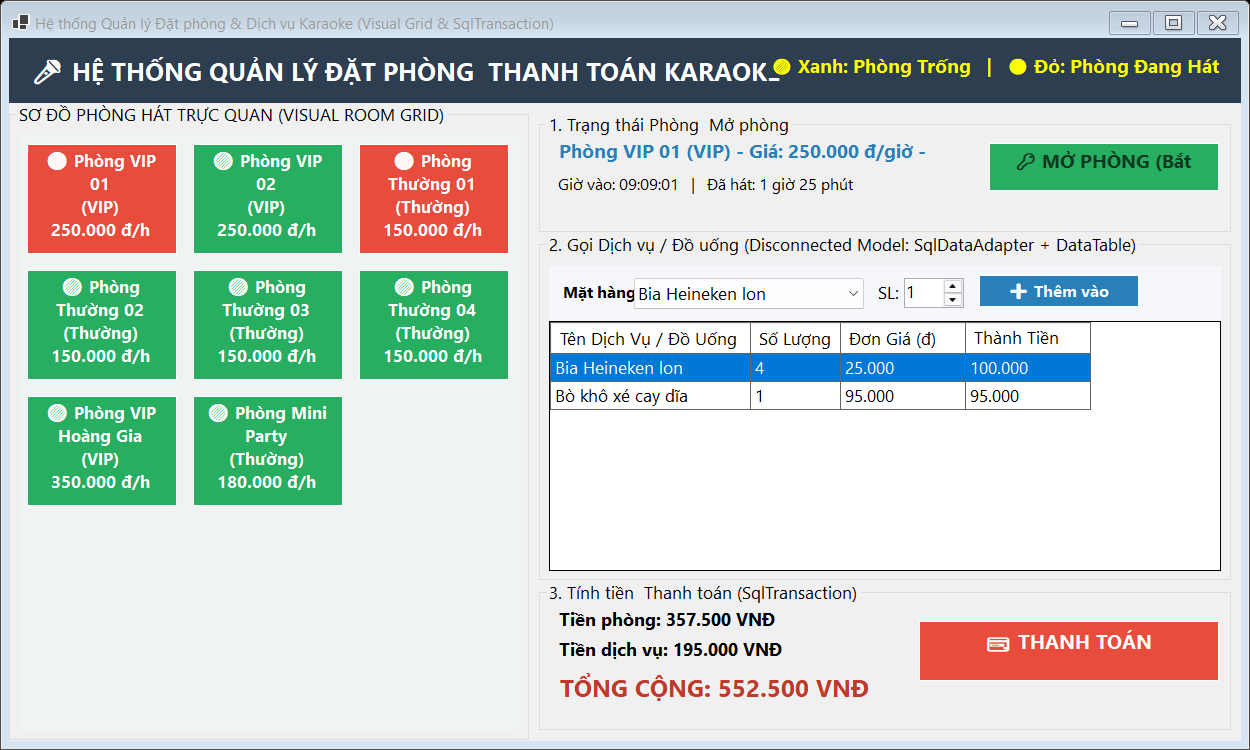 Hệ thống Quản lý Đặt phòng & Dịch vụ Karaoke (Visual Grid & SqlTransaction)
HỆ THỐNG QUẢN LÝ ĐẶT PHÒNG  THANH TOÁN KARAOK
Xanh: Phòng Trống | Đỏ: Phòng Đang Hát
SƠ ĐỒ PHÒNG HÁT TRỰC QUAN (VISUAL ROOM GRID)
Phòng VIP
01
(VIP)
250.000 đ/h
Phòng VIP
02
(VIP)
250.000 đ/h
Phòng
Thường 01
(Thường)
150.000 đ/h
Phòng
Thường 02
(Thường)
150.000 đ/h
Phòng
Thường 03
(Thường)
150.000 đ/h
Phòng
Thường 04
(Thường)
150.000 đ/h
Phòng VIP
Hoàng Gia
(VIP)
350.000 đ/h
Phòng Mini
Party
(Thường)
180.000 đ/h
1. Trạng thái Phòng  Mở phòng
Phòng VIP 01 (VIP) - Giá: 250.000 đ/giờ -
Giờ vào: 09:09:01 | Đã hát: 1 giờ 25 phút
MỞ PHÒNG (Bắt
2. Gọi Dịch vụ / Đồ uống (Disconnected Model: SqlDataAdapter + DataTable)
Mặt hàng Bia Heineken lon SL: 1 Thêm vào
Tên Dịch Vụ / Đồ Uống Số Lượng Đơn Giá (đ) Thành Tiền
Bia Heineken lon 4 25.000 100.000
Bò khô xé cay dĩa 1 95.000 95.000
3. Tính tiền  Thanh toán (SqlTransaction)
Tiền phòng: 357.500 VNĐ
Tiền dịch vụ: 195.000 VNĐ
TỔNG CỘNG: 552.500 VNĐ
THANH TOÁN